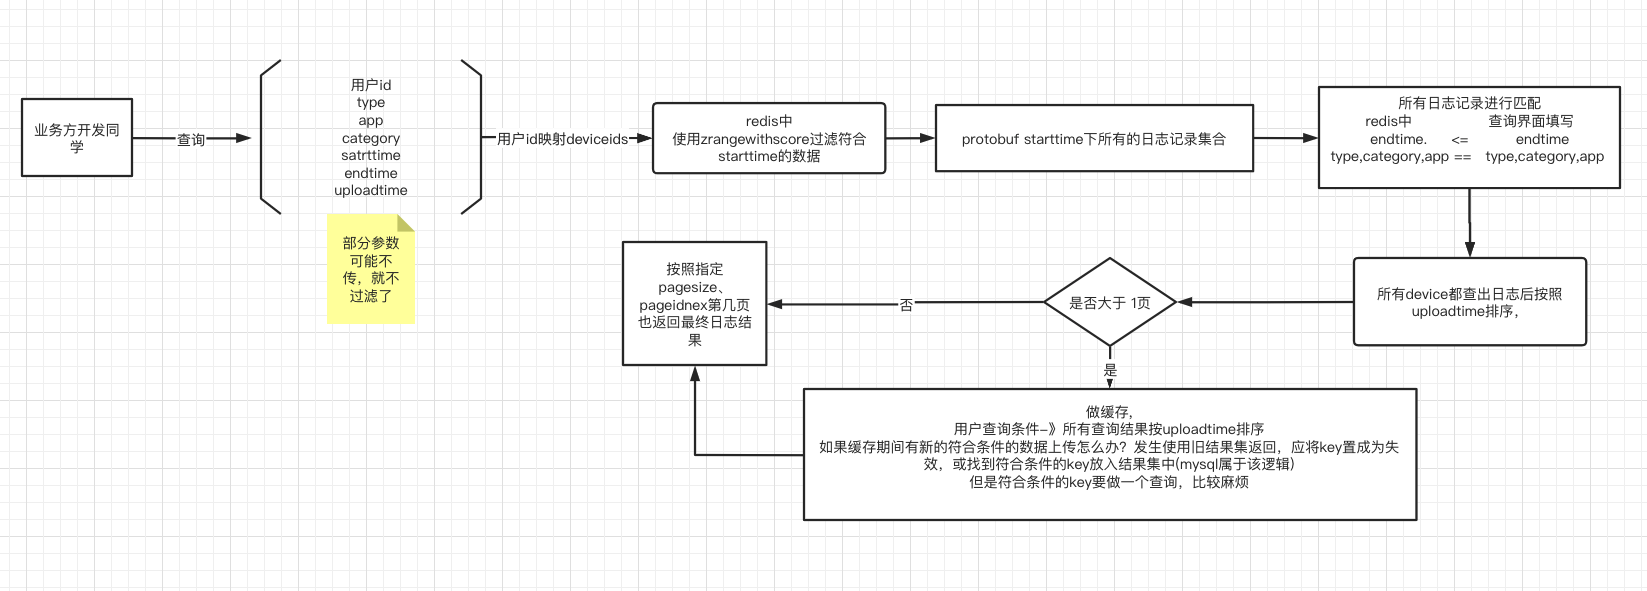 业务方开发同
学
查询
用户id
type
app
category
satrttime
endtime
uploadtime
部分参数
可能不
传，就不
过滤了
用户id映射deviceids
redis中
使用zrangewithscore过滤符合
starttime的数据
protobuf starttime下所有的日志记录集合
所有日志记录进行匹配
redis中 查询界面填写
endtime. <= endtime
type,category,app == type,category,app
所有device都查出日志后按照
uploadtime排序，
是否大于 1页
否
按照指定
pagesize、
pageidnex第几页
也返回最终日志结
果
是
做缓存，
用户查询条件–》所有查询结果按uploadtime排序
如果缓存期间有新的符合条件的数据上传怎么办？发生使用旧结果集返回，应将key置成为失
效，或找到符合条件的key放入结果集中(mysql属于该逻辑)
但是符合条件的key要做一个查询，比较麻烦